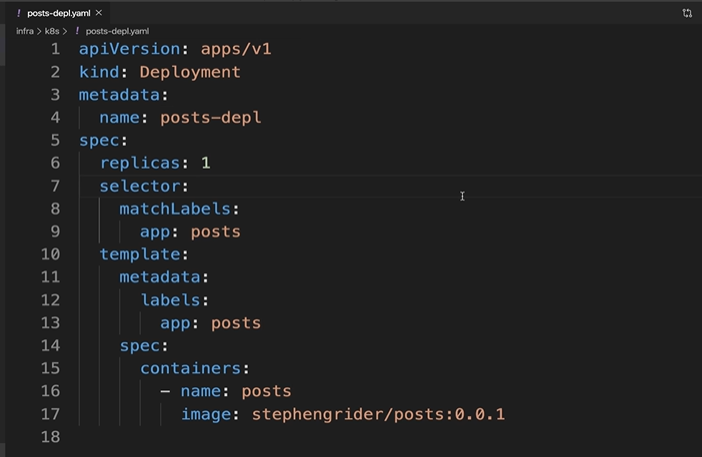 ! posts-depl.yaml ×
infra > k8s > ! posts-depl.yaml
1 apiVersion: apps/v1
2 kind: Deployment
3 metadata:
4   name: posts-depl
5 spec:
6   replicas: 1
7   selector:
8     matchLabels:
9       app: posts
10   template:
11     metadata:
12       labels:
13         app: posts
14     spec:
15       containers:
16         - name: posts
17           image: stephengrider/posts:0.0.1
18